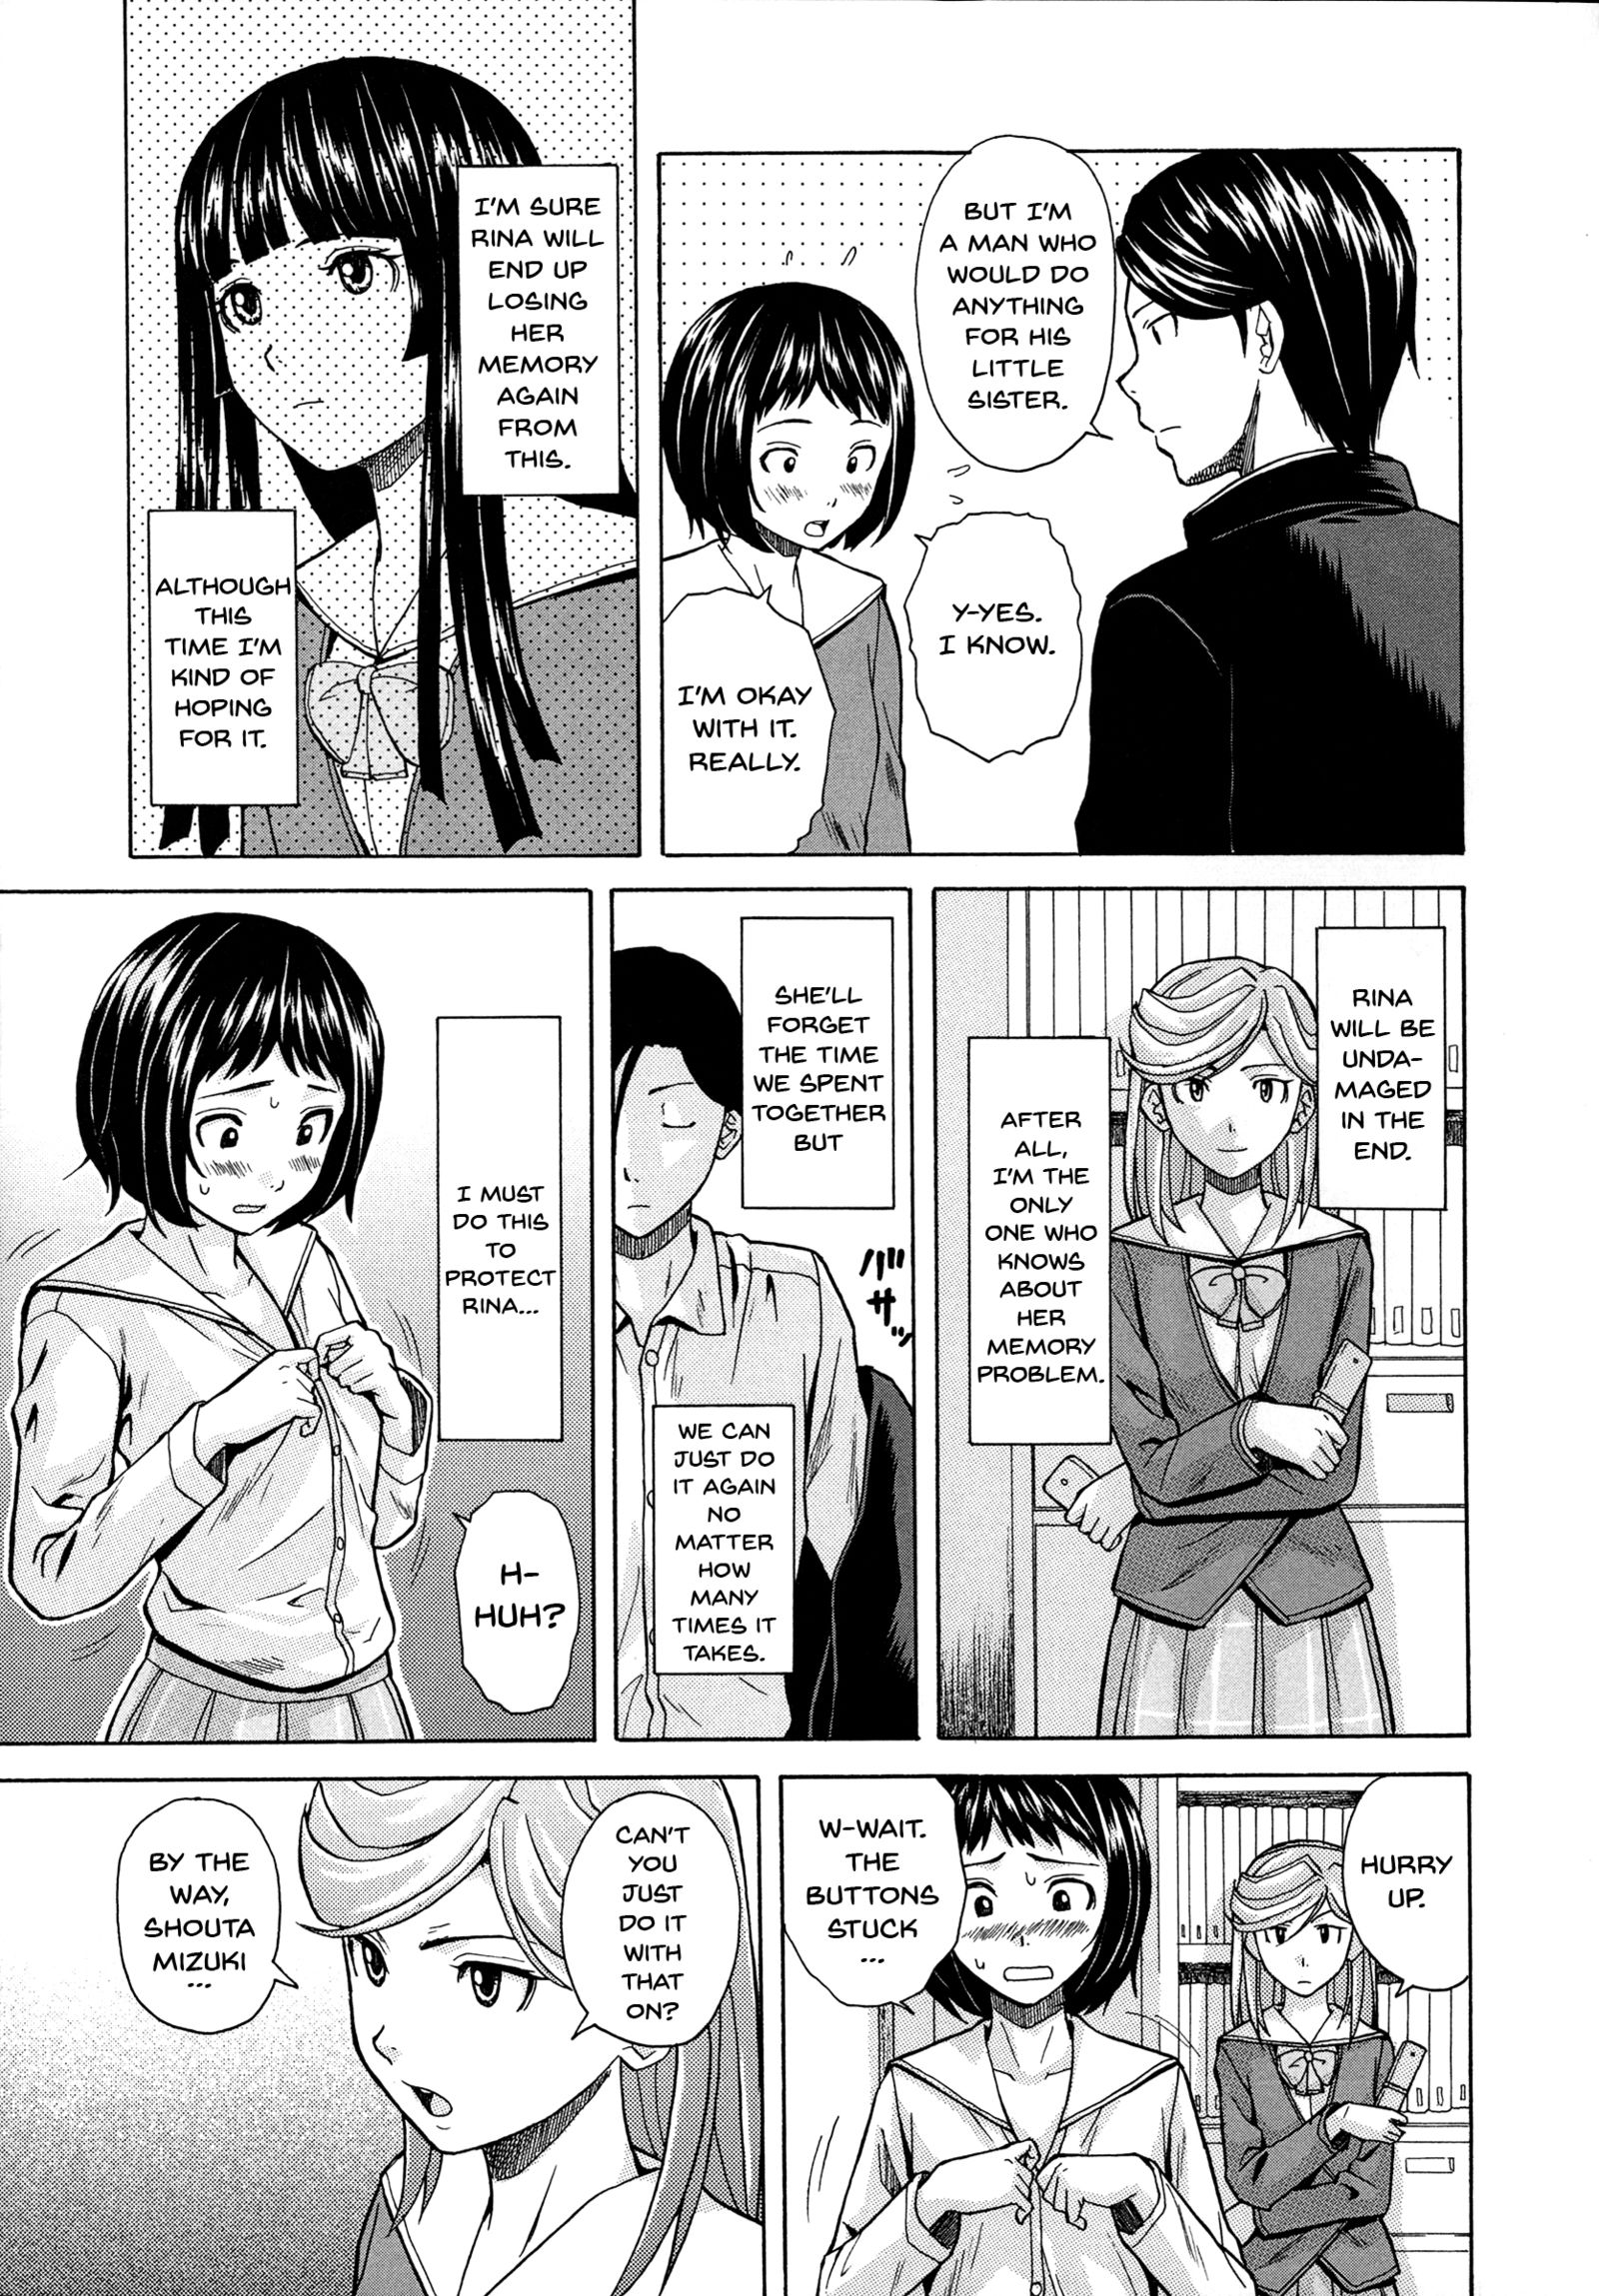 BUT I'M
A MAN WHO
WOULD DO
ANYTHING
FOR HIS
LITTLE
SISTER.
Y-YES.
I KNOW.
I'M OKAY
WITH IT.
REALLY.
I'M SURE
RINA WILL
END UP
LOSING
HER
MEMORY
AGAIN
FROM
THIS.
ALTHOUGH
THIS
TIME I'M
KIND OF
HOPING
FOR IT.
RINA
WILL BE
UNDA-
MAGED
IN THE
END.
AFTER
ALL,
I'M THE
ONLY
ONE WHO
KNOWS
ABOUT
HER
MEMORY
PROBLEM.
SHE'LL
FORGET
THE TIME
WE SPENT
TOGETHER
BUT
バサッ
WE CAN
JUST DO
IT AGAIN
NO
MATTER
HOW
MANY
TIMES IT
TAKES.
I MUST
DO THIS
TO
PROTECT
RINA...
H-
HUH?
HURRY
UP.
W-WAIT.
THE
BUTTONS
STUCK
...
CAN'T
YOU
JUST
DO IT
WITH
THAT
ON?
BY THE
WAY,
SHOUTA
MIZUKI
...